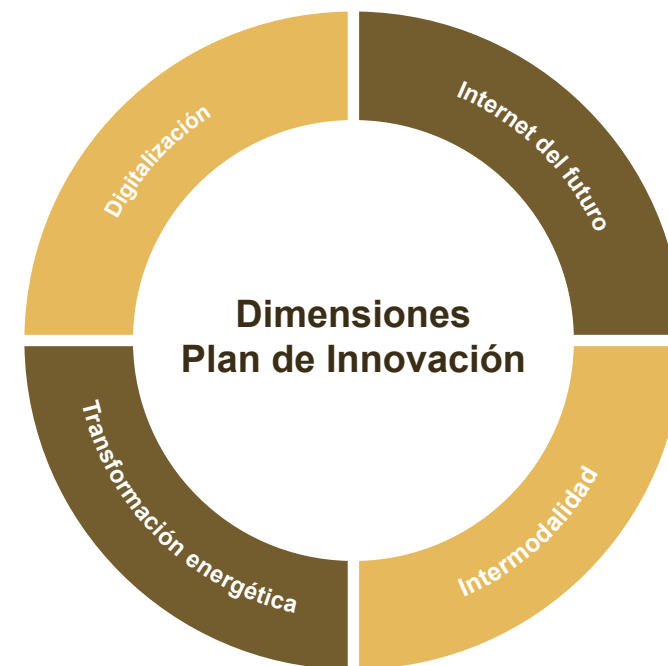 Digitalización
Internet del futuro
Dimensiones
Plan de Innovación
Transformación energética
Intermodalidad